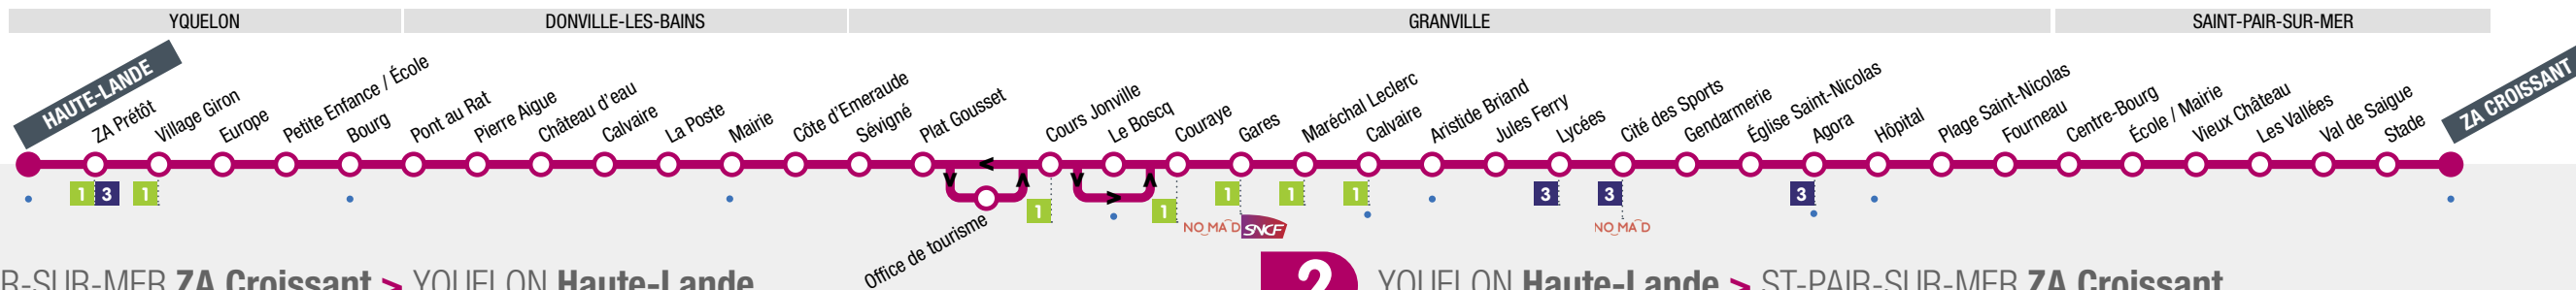 YQUELON
DONVILLE-LES-BAINS
GRANVILLE
SAINT-PAIR-SUR-MER
HAUTE-LANDE
ZA Prétôt
Village Giron
Europe
Petite Enfance / École
Bourg
Pont au Rat
Pierre Aigue
Château d'eau
Calvaire
La Poste
Mairie
Côte d'Emeraude
Sévigné
Plat Gousset
Cours Jonville
Le Boscq
Couraye
Gares
Maréchal Leclerc
Calvaire
Aristide Briand
Jules Ferry
Lycées
Cité des Sports
Gendarmerie
Église Saint-Nicolas
Agora
Hôpital
Plage Saint-Nicolas
Fourneau
Centre-Bourg
École / Mairie
Vieux Château
Les Vallées
Val de Saigue
Stade
ZA CROISSANT
1 3 1 1 1 1 1 1 3 3 3
NOMAD SNCF NOMAD
Office de tourisme
R-SUR-MER ZA Croissant > YQUELON Haute-Lande
2 YQUELON Haute-Lande > ST-PAIR-SUR-MER ZA Croissant